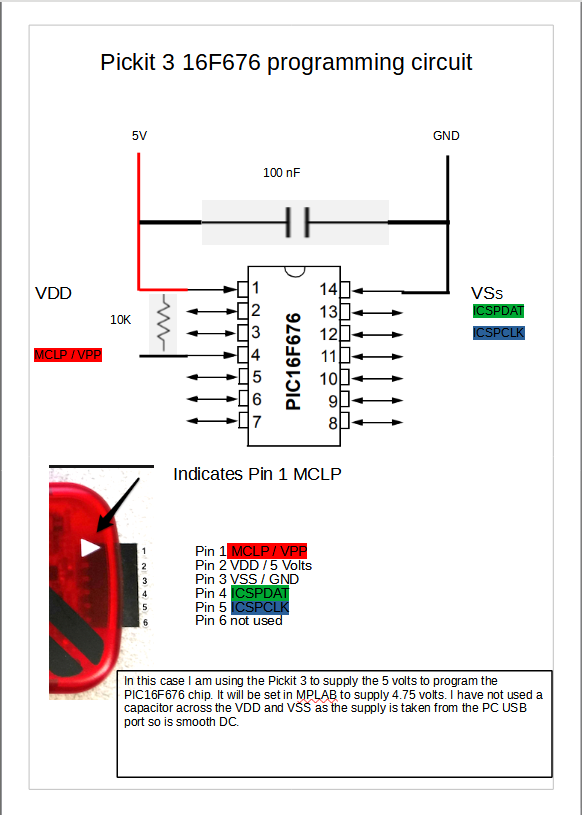 Pickit 3 16F676 programming circuit
5V
GND
100 nF
VDD
VSs
10K
MCLP / VPP
ICSPDAT
ICSPCLK
PIC16F676
1
2
3
4
5
6
7
14
13
12
11
10
9
8
Indicates Pin 1 MCLP
1
2
3
4
5
6
Pin 1 MCLP / VPP
Pin 2 VDD / 5 Volts
Pin 3 VSS / GND
Pin 4 ICSPDAT
Pin 5 ICSPCLK
Pin 6 not used
In this case I am using the Pickit 3 to supply the 5 volts to program the
PIC16F676 chip. It will be set in MPLAB to supply 4.75 volts. I have not used a
capacitor across the VDD and VSS as the supply is taken from the PC USB
port so is smooth DC.